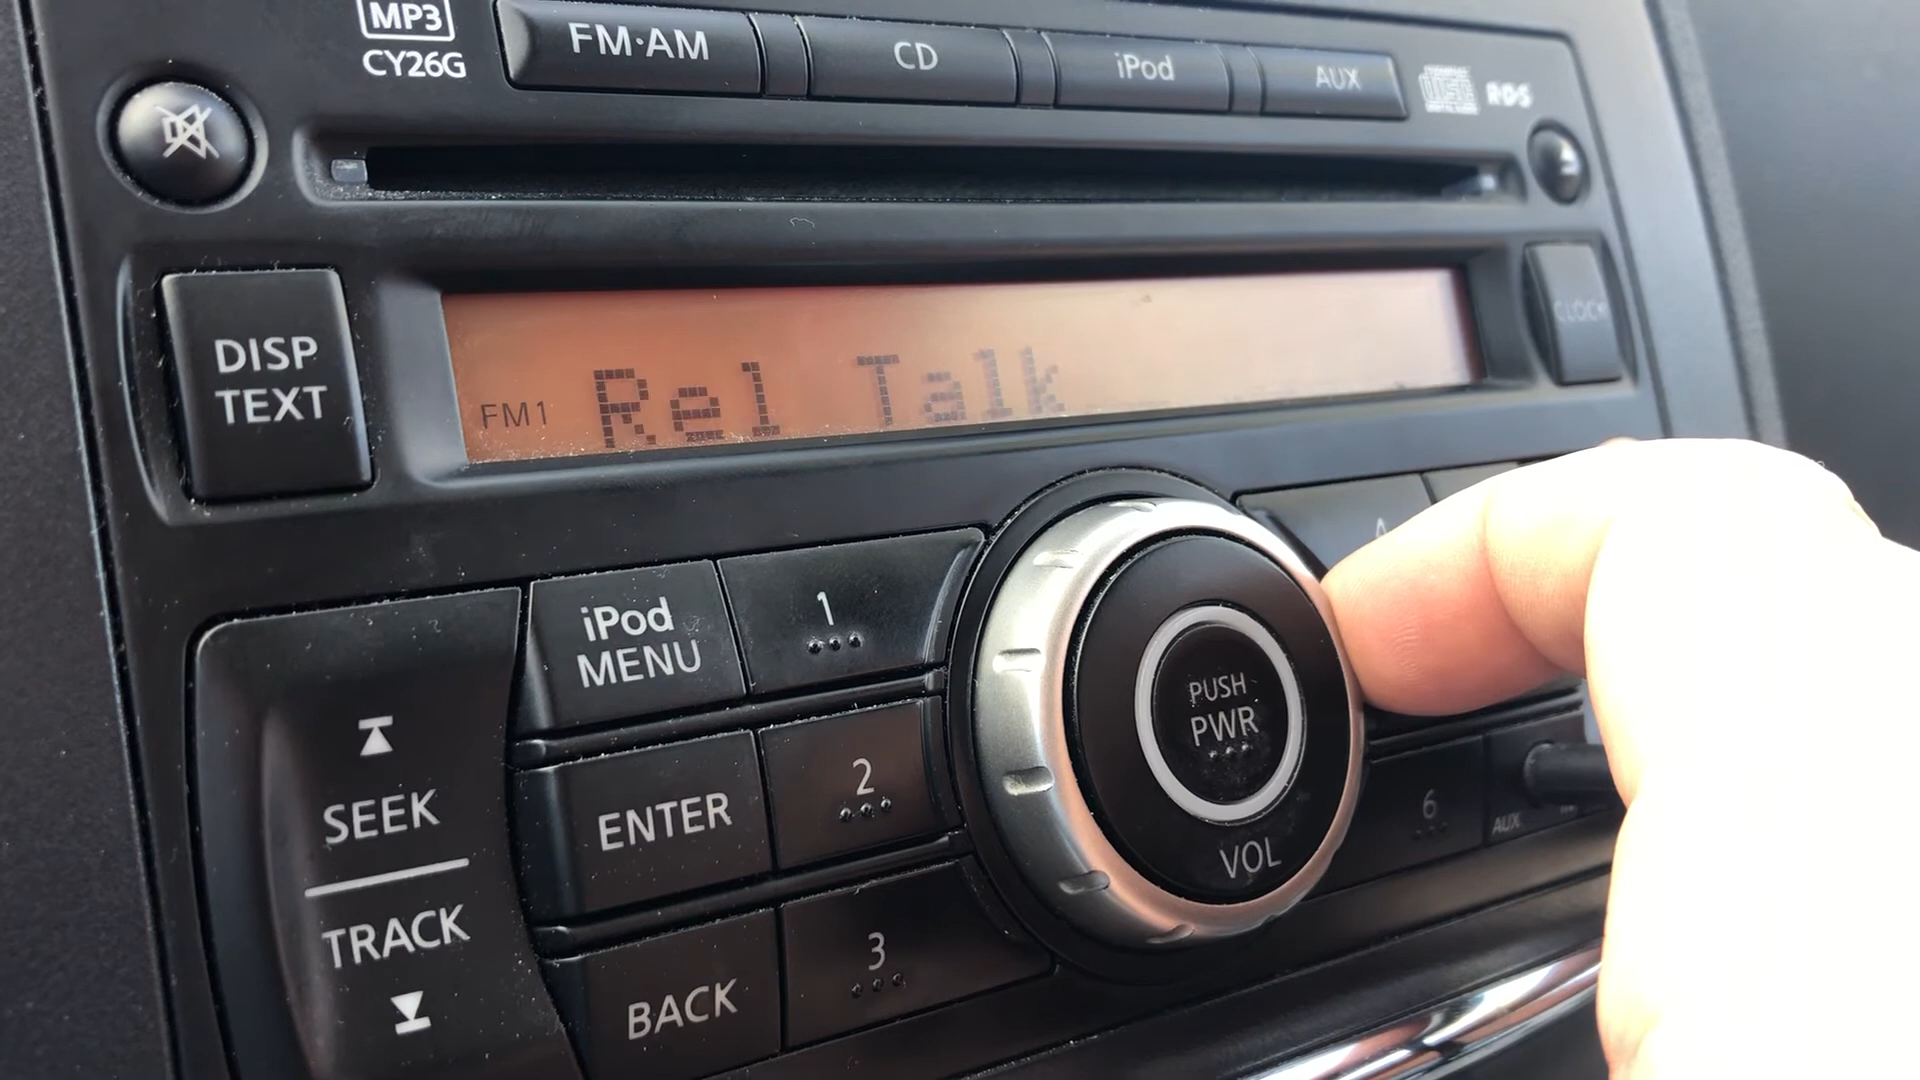 MP3
CY26G
FM·AM
CD
iPod
AUX
RDS
DISP
TEXT
FM1
Rel Talk
CLOCK
iPod
MENU
1
SEEK
TRACK
ENTER
2
BACK
3
PUSH
PWR
VOL
6
AUX